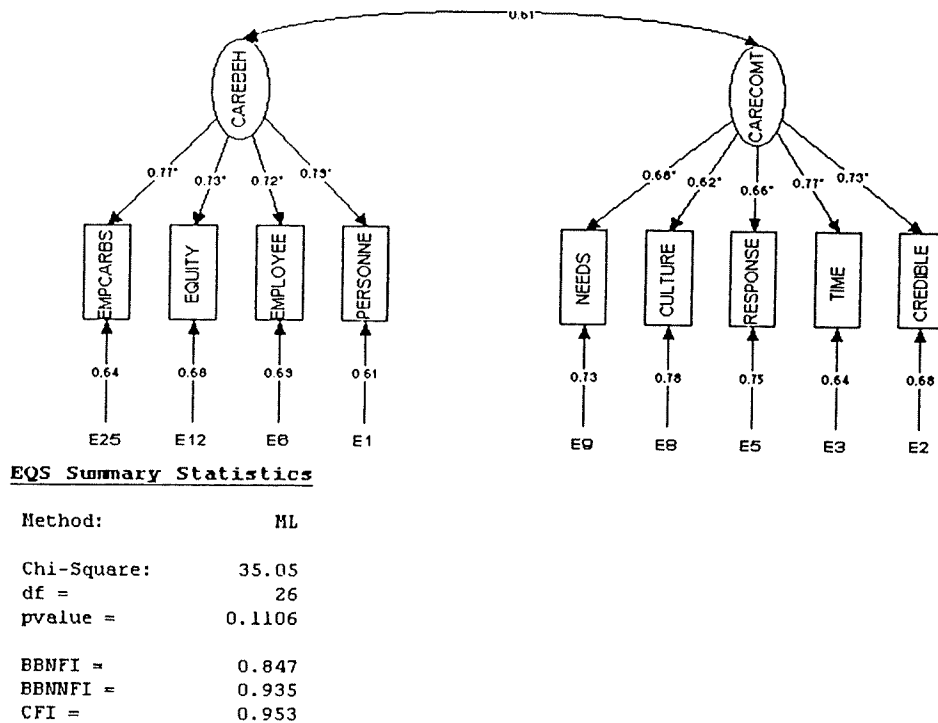 0.61
CAREBEH CARECOMT
0.77* 0.73* 0.72* 0.79* 0.68* 0.62* 0.66* 0.77* 0.73*
EMPCARBS EQUITY EMPLOYEE PERSONNE NEEDS CULTURE RESPONSE TIME CREDIBLE
0.64 0.68 0.69 0.61 0.73 0.78 0.75 0.64 0.68
E25 E12 E6 E1 E9 E8 E5 E3 E2
EQS Summary Statistics
Method: ML
Chi-Square: 35.05
df = 26
pvalue = 0.1106
BBNFI = 0.847
BBNNFI = 0.935
CFI = 0.953